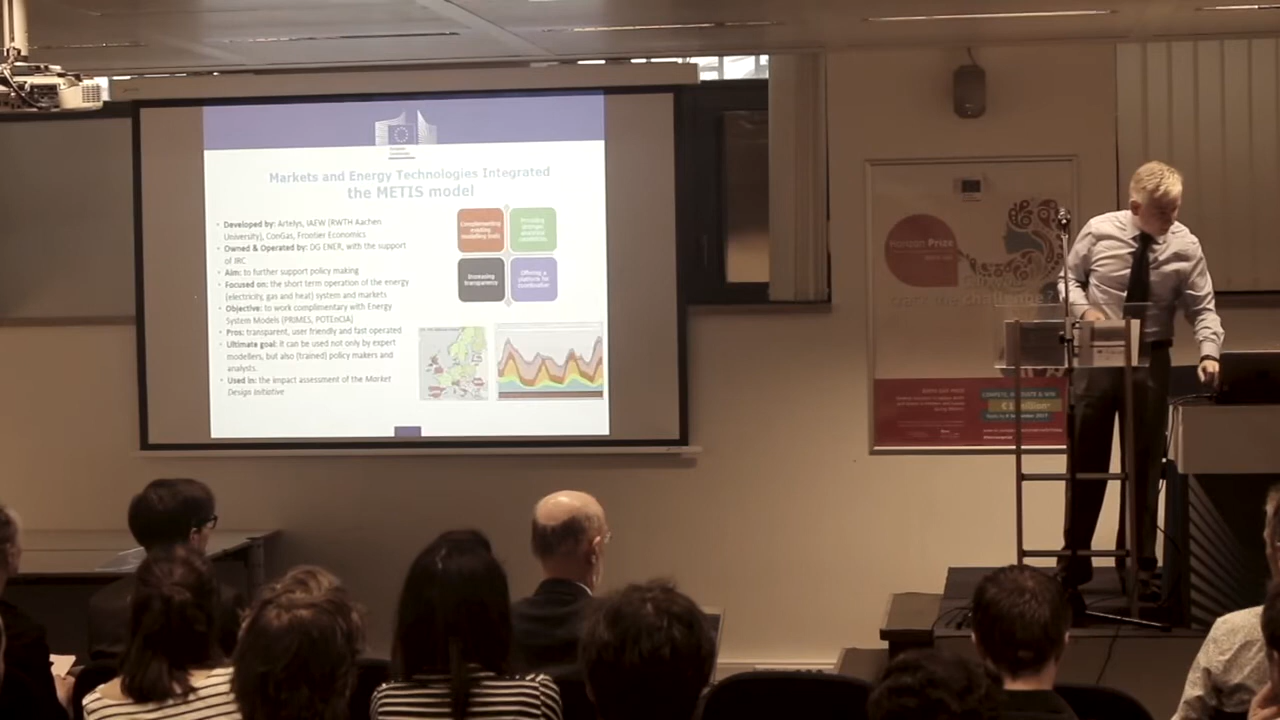 Markets and Energy Technologies Integrated
the METIS model
• Developed by: Artelys, IAEW (RWTH Aachen
University), ConGas, Frontier Economics
• Owned & Operated by: DG ENER, with the support
of JRC
• Aim: to further support policy making
• Focused on: the short term operation of the energy
(electricity, gas and heat) system and markets
• Objective: to work complimentary with Energy
System Models (PRIMES, POTEnCIA)
• Pros: transparent, user friendly and fast operated
• Ultimate goal: it can be used not only by expert
modellers, but also (trained) policy makers and
analysts.
• Used in: the impact assessment of the Market
Design Initiative
Complementing
existing
modelling tools
Providing
stronger
analytical
capabilities
Increasing
transparency
Offering a
platform for
coordination
Horizon Prize
the challenge?